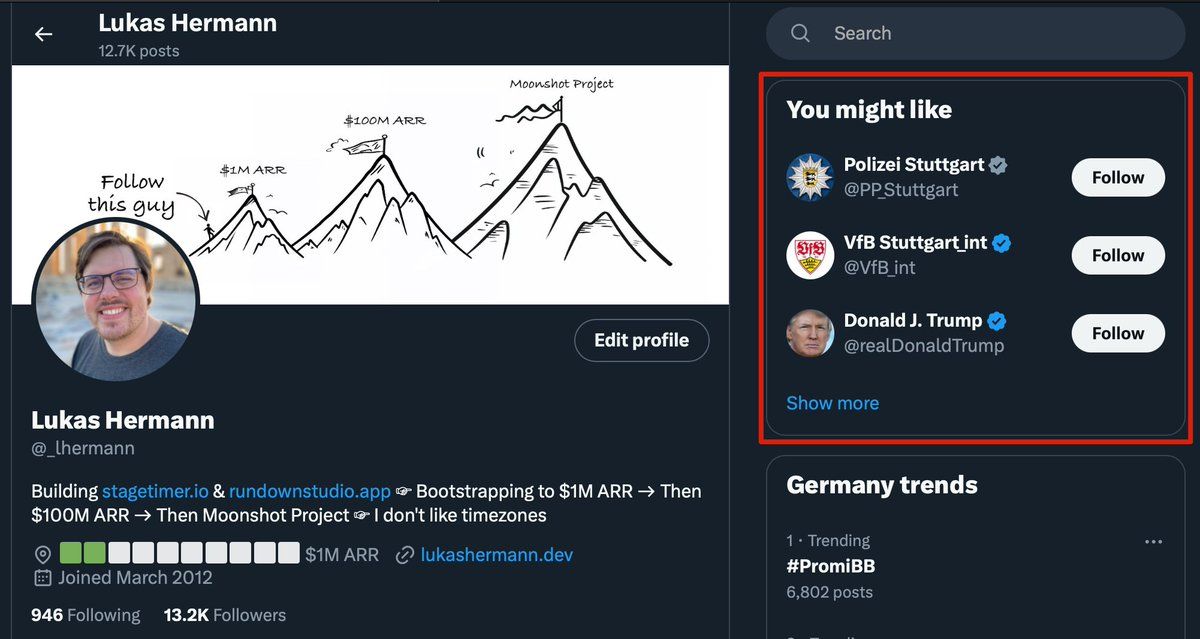 Lukas Hermann
12.7K posts
Follow
this guy
$1M ARR
$100M ARR
Moonshot Project
Edit profile
Lukas Hermann
@_lhermann
Building stagetimer.io & rundownstudio.app 👉 Bootstrapping to $1M ARR → Then
$100M ARR → Then Moonshot Project 👉 I don't like timezones
🟩🟩⬜⬜⬜⬜⬜⬜⬜⬜ $1M ARR lukashermann.dev
Joined March 2012
946 Following 13.2K Followers
Search
You might like
Polizei Stuttgart
@PP_Stuttgart
Follow
VfB
VfB Stuttgart_int
@VfB_int
Follow
Donald J. Trump
@realDonaldTrump
Follow
Show more
Germany trends
1 · Trending
#PromiBB
6,802 posts